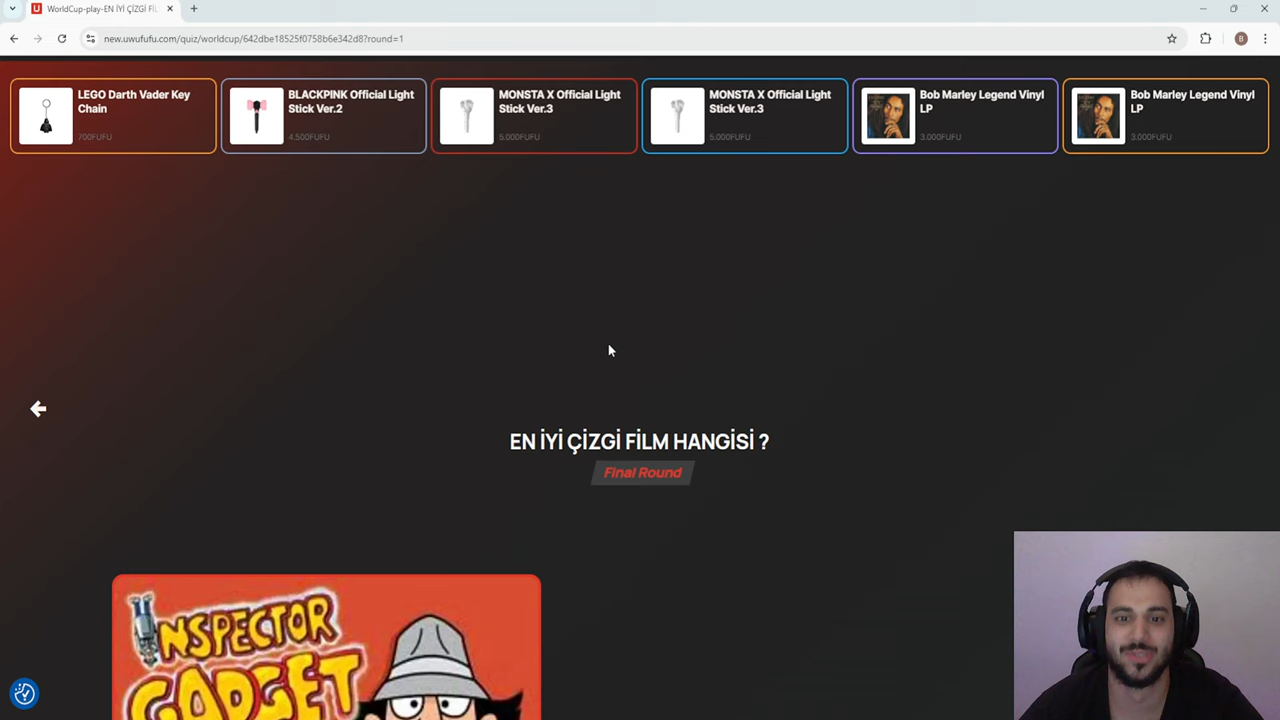 WorldCup-play-EN İYİ ÇİZGİ FİL
new.uwufufu.com/quiz/worldcup/642dbe18525f0758b6e342d8?round=1
B
LEGO Darth Vader Key
Chain
700FUFU
BLACKPINK Official Light
Stick Ver.2
4.500FUFU
MONSTA X Official Light
Stick Ver.3
5.000FUFU
MONSTA X Official Light
Stick Ver.3
5.000FUFU
Bob Marley Legend Vinyl
LP
3.000FUFU
Bob Marley Legend Vinyl
LP
3.000FUFU
EN İYİ ÇİZGİ FİLM HANGİSİ ?
Final Round
INSPECTOR
GADGET